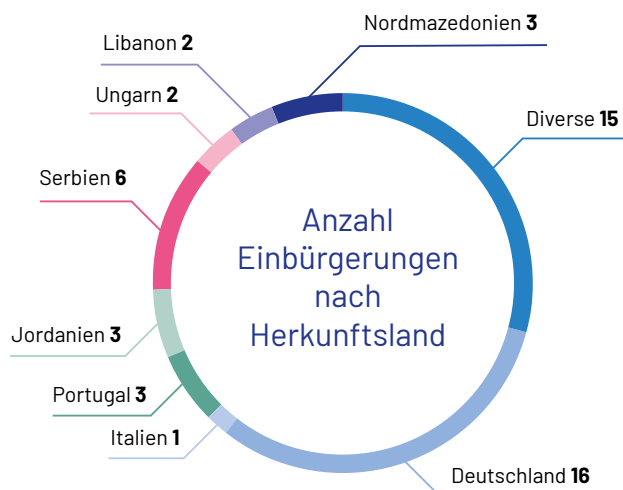 Nordmazedonien 3
Libanon 2
Ungarn 2
Diverse 15
Serbien 6
Anzahl
Einbürgerungen
nach
Herkunftsland
Jordanien 3
Portugal 3
Italien 1
Deutschland 16